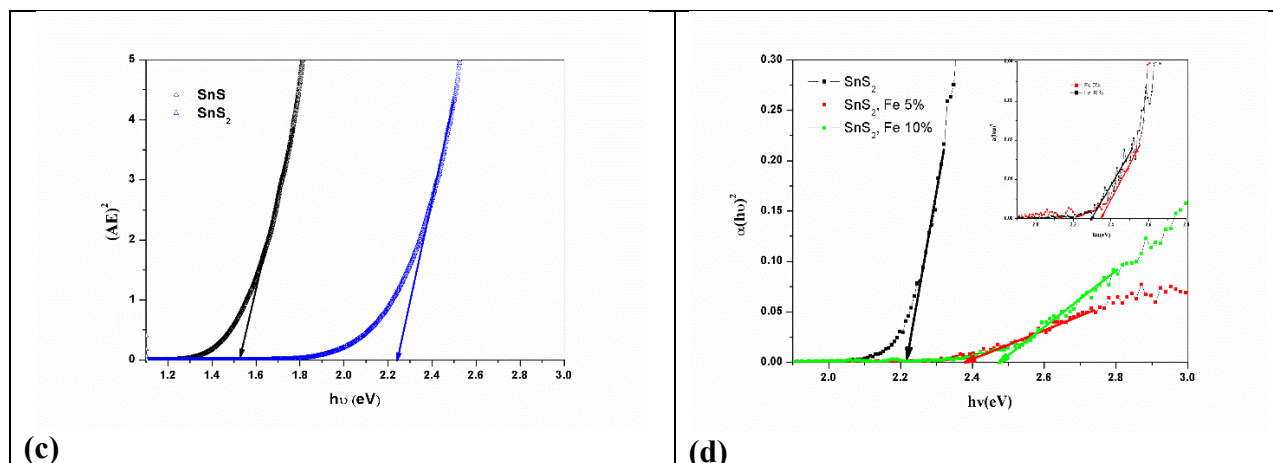 5
4
3
2
1
0
(AE)²
SnS
SnS₂
1.2 1.4 1.6 1.8 2.0 2.2 2.4 2.6 2.8 3.0
hυ (eV)
(c)
0.30
0.25
0.20
0.15
0.10
0.05
0.00
α(hυ)²
SnS₂
SnS₂, Fe 5%
SnS₂, Fe 10%
2.0 2.2 2.4 2.6 2.8 3.0
hν(eV)
(d)